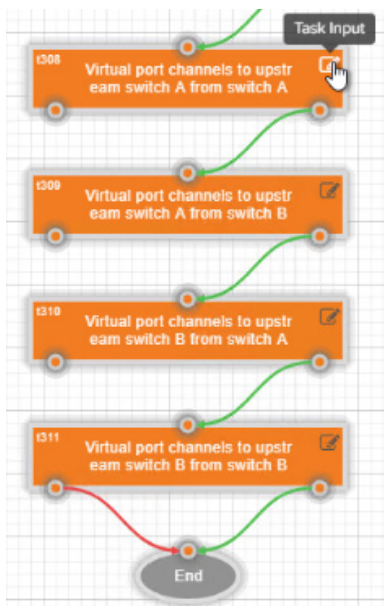 Task Input
t308
Virtual port channels to upstr
eam switch A from switch A
t309
Virtual port channels to upstr
eam switch A from switch B
t310
Virtual port channels to upstr
eam switch B from switch A
t311
Virtual port channels to upstr
eam switch B from switch B
End